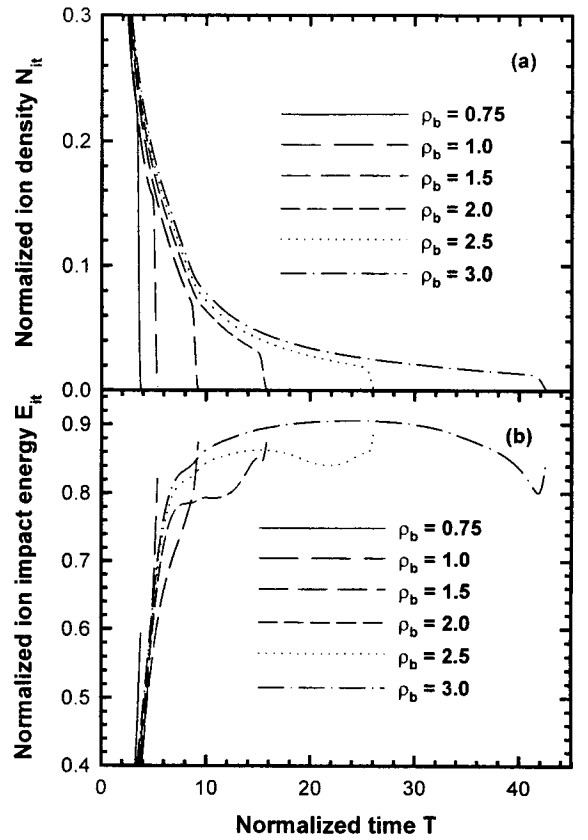 Normalized ion density N_it
0.3
0.2
0.1
0.0
(a)
ρ_b = 0.75
ρ_b = 1.0
ρ_b = 1.5
ρ_b = 2.0
ρ_b = 2.5
ρ_b = 3.0
Normalized ion impact energy E_it
0.9
0.8
0.7
0.6
0.5
0.4
(b)
ρ_b = 0.75
ρ_b = 1.0
ρ_b = 1.5
ρ_b = 2.0
ρ_b = 2.5
ρ_b = 3.0
0 10 20 30 40
Normalized time T